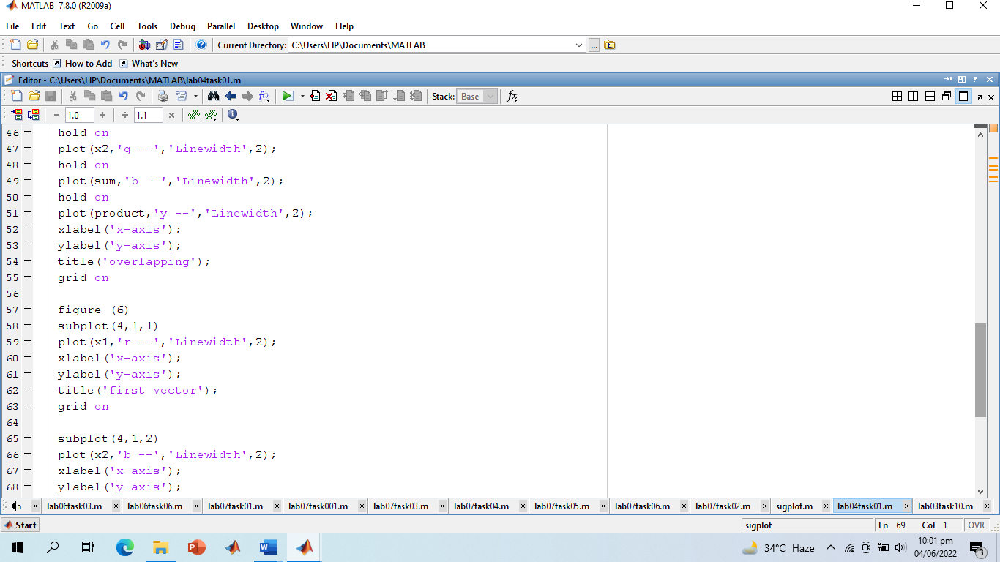 MATLAB 7.8.0 (R2009a)
File Edit Text Go Cell Tools Debug Parallel Desktop Window Help
Current Directory: C:\Users\HP\Documents\MATLAB ...
Shortcuts How to Add What's New
Editor - C:\Users\HP\Documents\MATLAB\lab04task01.m
Stack: Base fx
− 1.0 + ÷ 1.1 ×
46 − hold on
47 − plot(x2,'g --','Linewidth',2);
48 − hold on
49 − plot(sum,'b --','Linewidth',2);
50 − hold on
51 − plot(product,'y --','Linewidth',2);
52 − xlabel('x-axis');
53 − ylabel('y-axis');
54 − title('overlapping');
55 − grid on
56
57 − figure (6)
58 − subplot(4,1,1)
59 − plot(x1,'r --','Linewidth',2);
60 − xlabel('x-axis');
61 − ylabel('y-axis');
62 − title('first vector');
63 − grid on
64
65 − subplot(4,1,2)
66 − plot(x2,'b --','Linewidth',2);
67 − xlabel('x-axis');
68 − ylabel('y-axis');
lab06task03.m lab06task06.m lab07task01.m lab07task001.m lab07task03.m lab07task04.m lab07task05.m lab07task06.m lab07task02.m sigplot.m lab04task01.m lab03task10.m
Start sigplot Ln 69 Col 1 OVR
34°C Haze 10:01 pm
04/06/2022 3